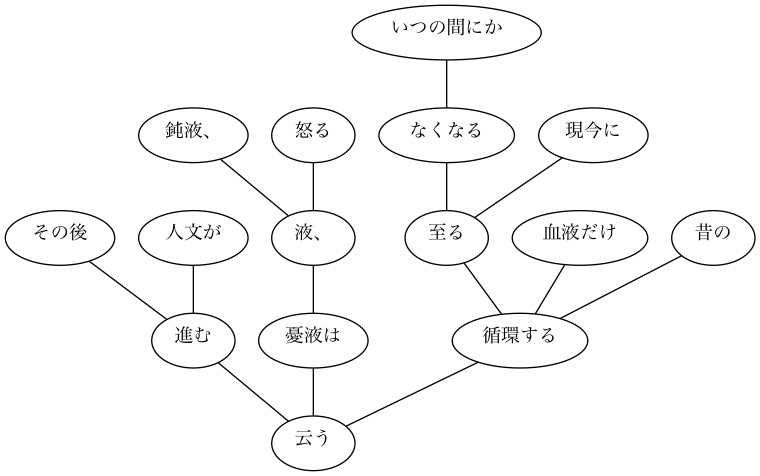 いつの間にか
鈍液、
怒る
なくなる
現今に
その後
人文が
液、
至る
血液だけ
昔の
進む
憂液は
循環する
云う